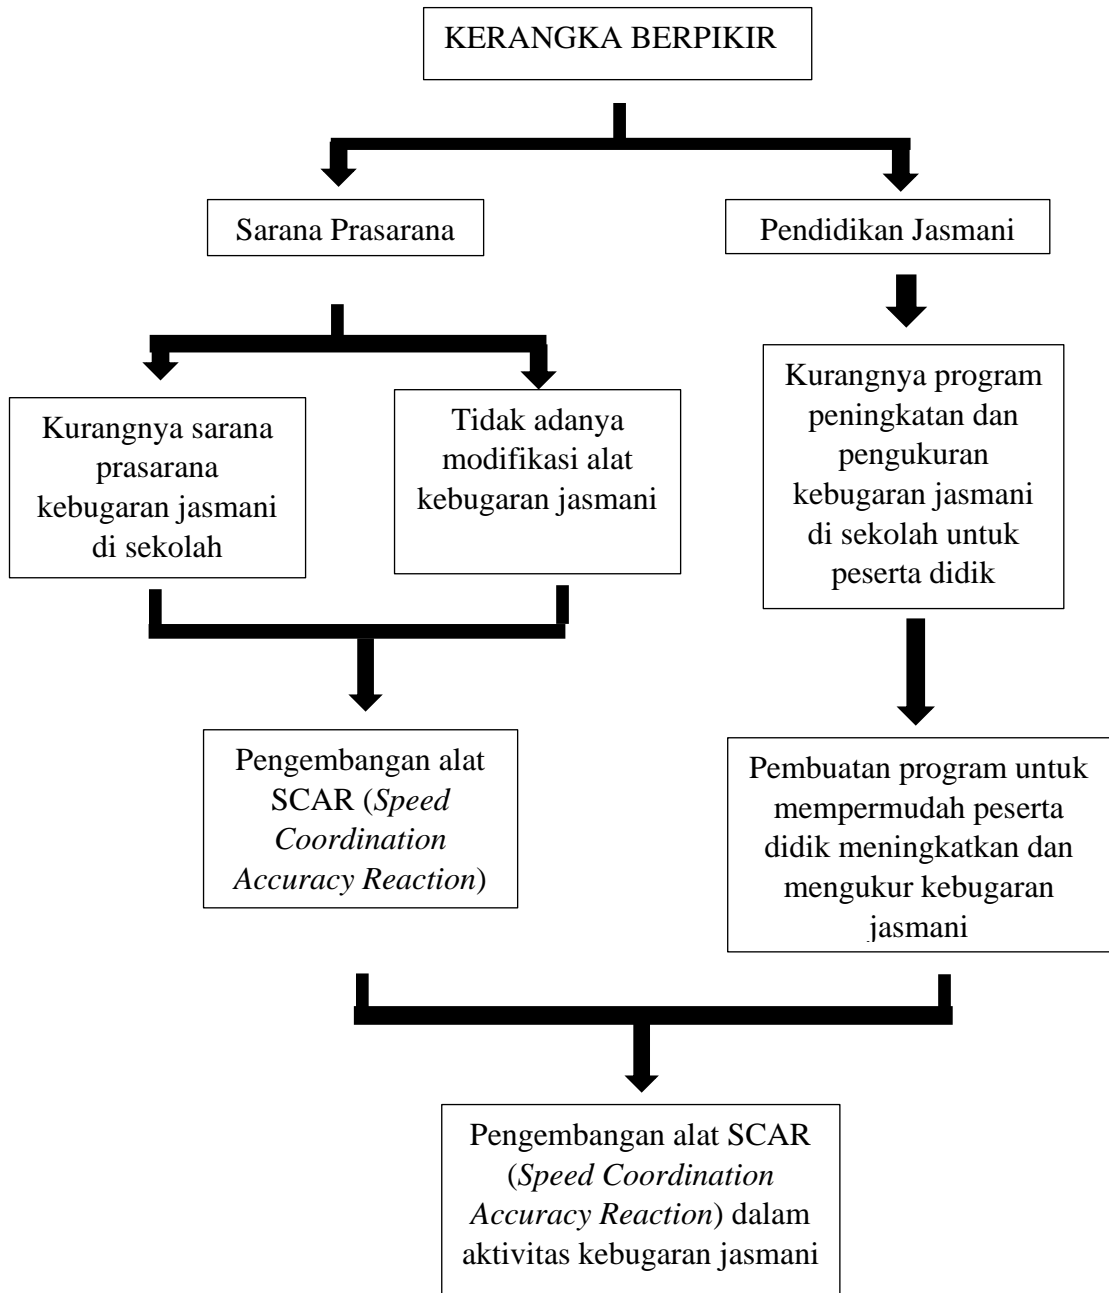 KERANGKA BERPIKIR
Sarana Prasarana
Pendidikan Jasmani
Kurangnya sarana
prasarana
kebugaran jasmani
di sekolah
Tidak adanya
modifikasi alat
kebugaran jasmani
Kurangnya program
peningkatan dan
pengukuran
kebugaran jasmani
di sekolah untuk
peserta didik
Pengembangan alat
SCAR (Speed
Coordination
Accuracy Reaction)
Pembuatan program untuk
mempermudah peserta
didik meningkatkan dan
mengukur kebugaran
jasmani
Pengembangan alat SCAR
(Speed Coordination
Accuracy Reaction) dalam
aktivitas kebugaran jasmani